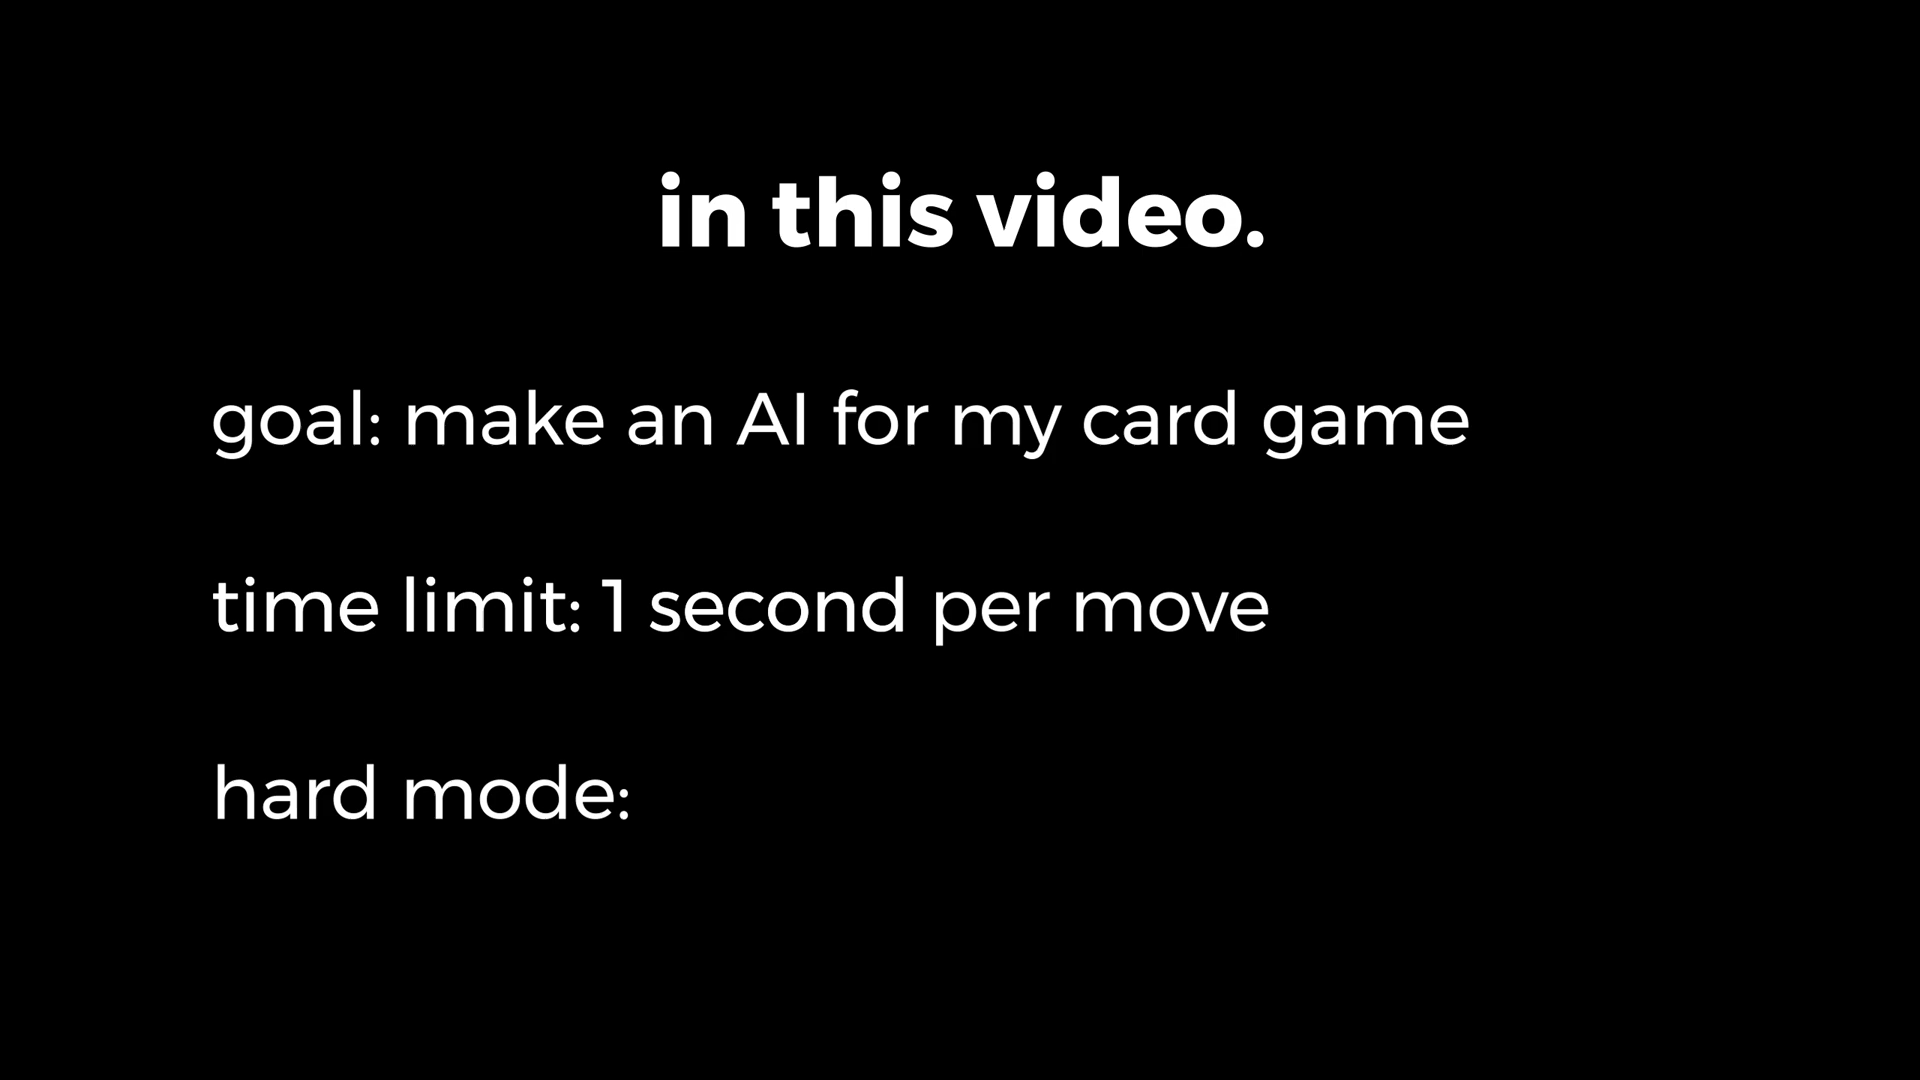 in this video.
goal: make an AI for my card game
time limit: 1 second per move
hard mode: